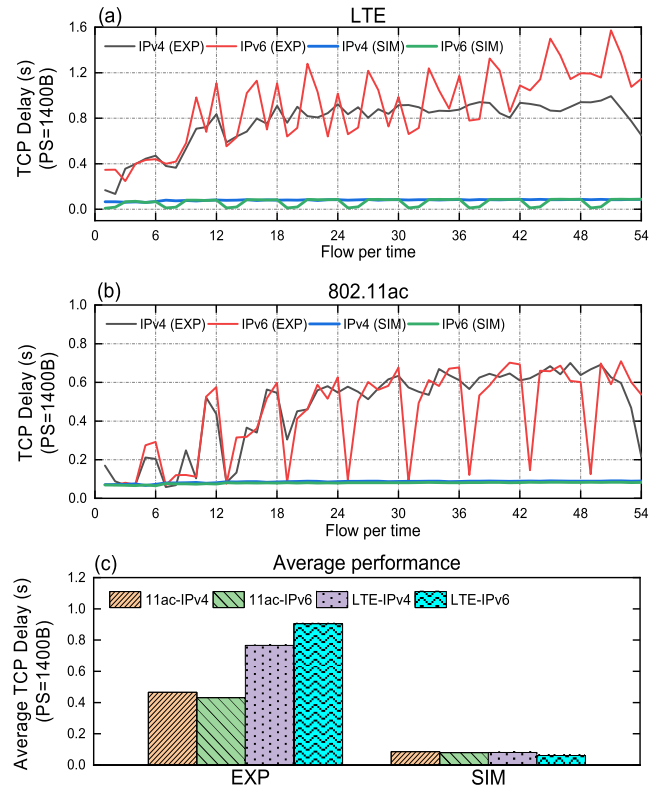 (a) LTE
IPv4 (EXP) IPv6 (EXP) IPv4 (SIM) IPv6 (SIM)
TCP Delay (s)
(PS=1400B)
1.6
1.2
0.8
0.4
0.0
0 6 12 18 24 30 36 42 48 54
Flow per time
(b) 802.11ac
IPv4 (EXP) IPv6 (EXP) IPv4 (SIM) IPv6 (SIM)
TCP Delay (s)
(PS=1400B)
1.0
0.8
0.6
0.4
0.2
0.0
0 6 12 18 24 30 36 42 48 54
Flow per time
(c) Average performance
11ac-IPv4 11ac-IPv6 LTE-IPv4 LTE-IPv6
Average TCP Delay (s)
(PS=1400B)
1.2
1.0
0.8
0.6
0.4
0.2
0.0
EXP SIM